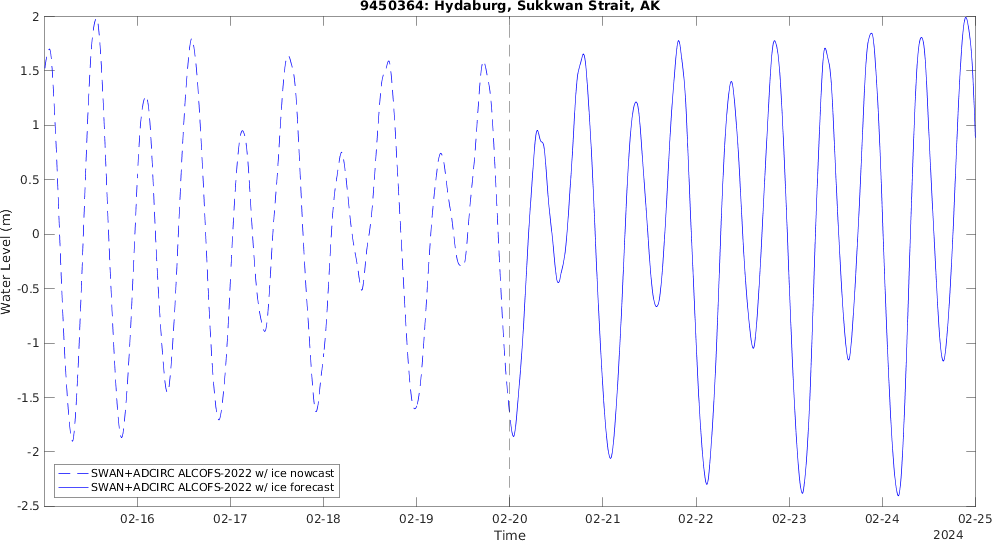 9450364: Hydaburg, Sukkwan Strait, AK
Water Level (m)
2
1.5
1
0.5
0
-0.5
-1
-1.5
-2
-2.5
SWAN+ADCIRC ALCOFS-2022 w/ ice nowcast
SWAN+ADCIRC ALCOFS-2022 w/ ice forecast
02-16 02-17 02-18 02-19 02-20 02-21 02-22 02-23 02-24 02-25
Time
2024